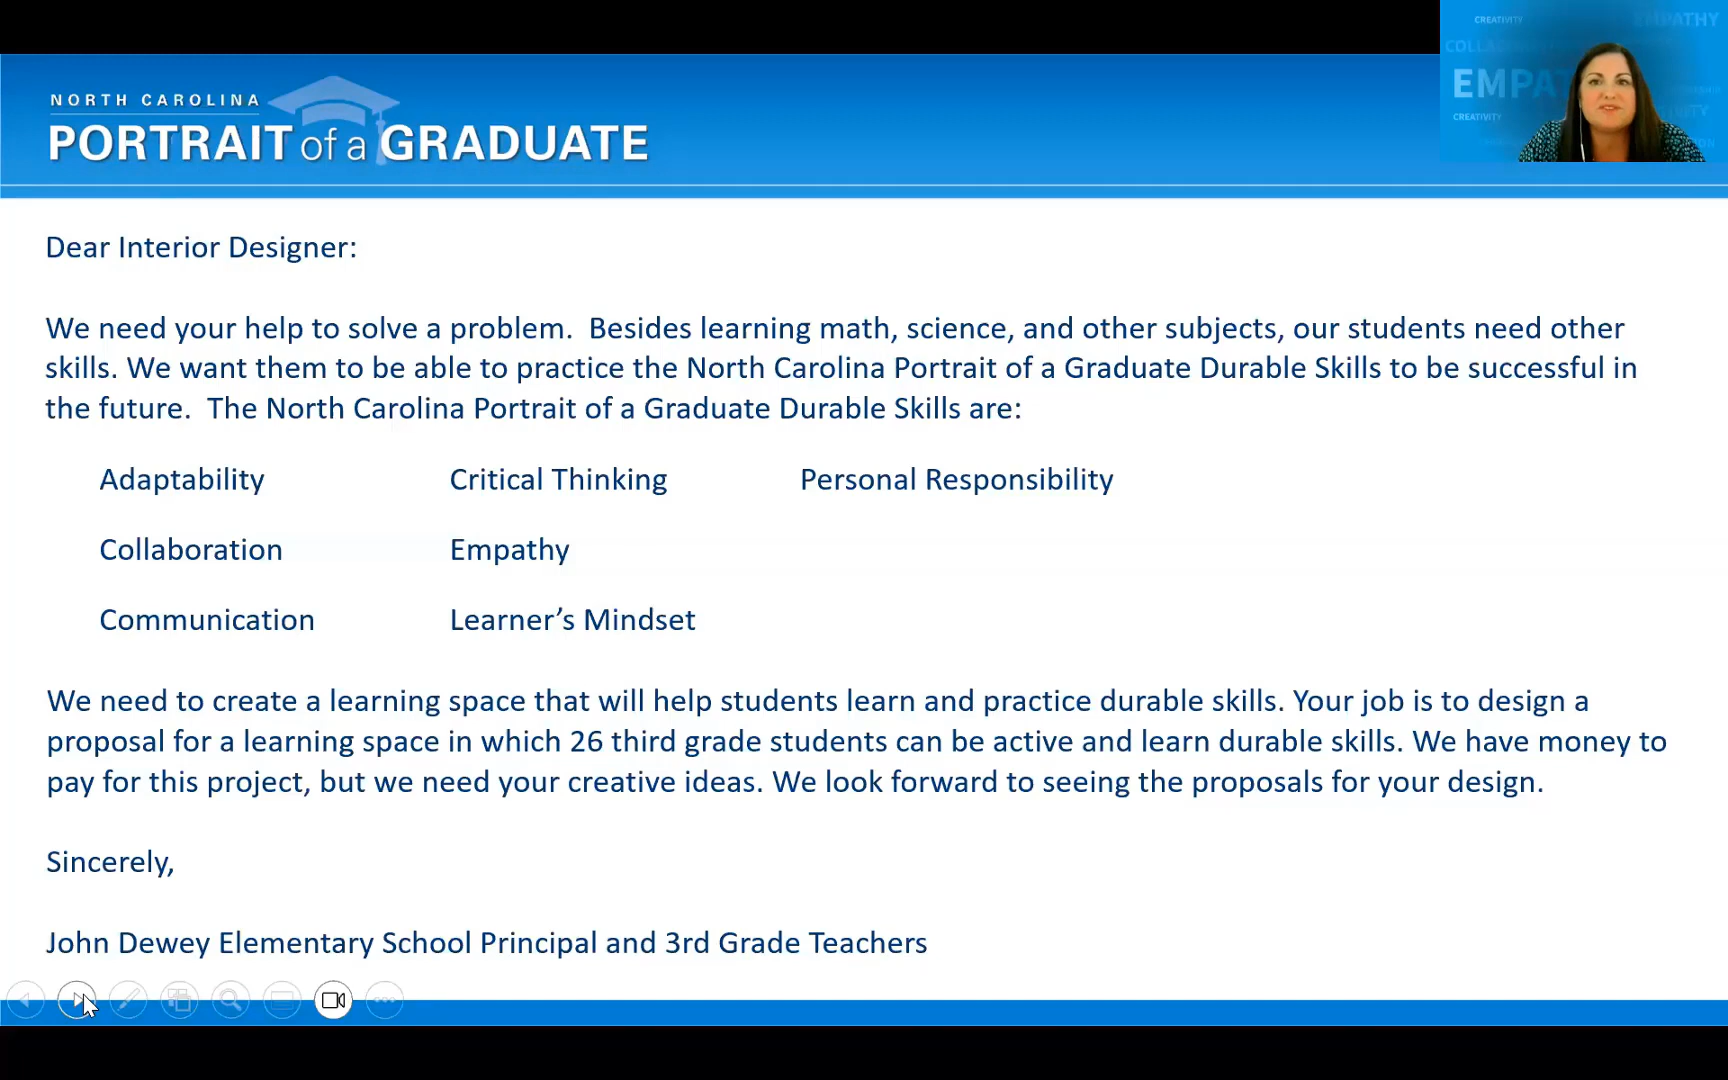 CREATIVITY
EMPATHY
EMPAT
CREATIVITY
NORTH CAROLINA
PORTRAIT of a GRADUATE
Dear Interior Designer:
We need your help to solve a problem.  Besides learning math, science, and other subjects, our students need other
skills. We want them to be able to practice the North Carolina Portrait of a Graduate Durable Skills to be successful in
the future.  The North Carolina Portrait of a Graduate Durable Skills are:
Adaptability Critical Thinking Personal Responsibility
Collaboration Empathy
Communication Learner’s Mindset
We need to create a learning space that will help students learn and practice durable skills. Your job is to design a
proposal for a learning space in which 26 third grade students can be active and learn durable skills. We have money to
pay for this project, but we need your creative ideas. We look forward to seeing the proposals for your design.
Sincerely,
John Dewey Elementary School Principal and 3rd Grade Teachers